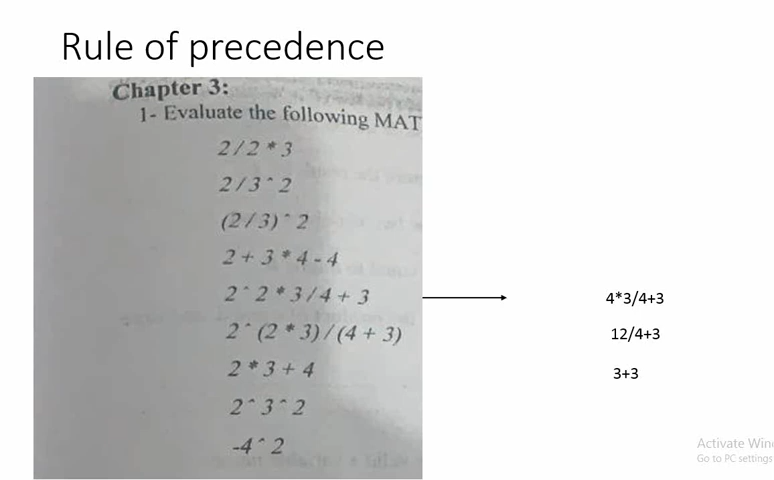 Rule of precedence
Chapter 3:
1- Evaluate the following MAT
2 / 2 * 3
2 / 3 ^ 2
(2 / 3) ^ 2
2 + 3 * 4 - 4
2 ^ 2 * 3 / 4 + 3
2 ^ (2 * 3) / (4 + 3)
2 * 3 + 4
2 ^ 3 ^ 2
-4 ^ 2
4*3/4+3
12/4+3
3+3
Activate Wind
Go to PC settings